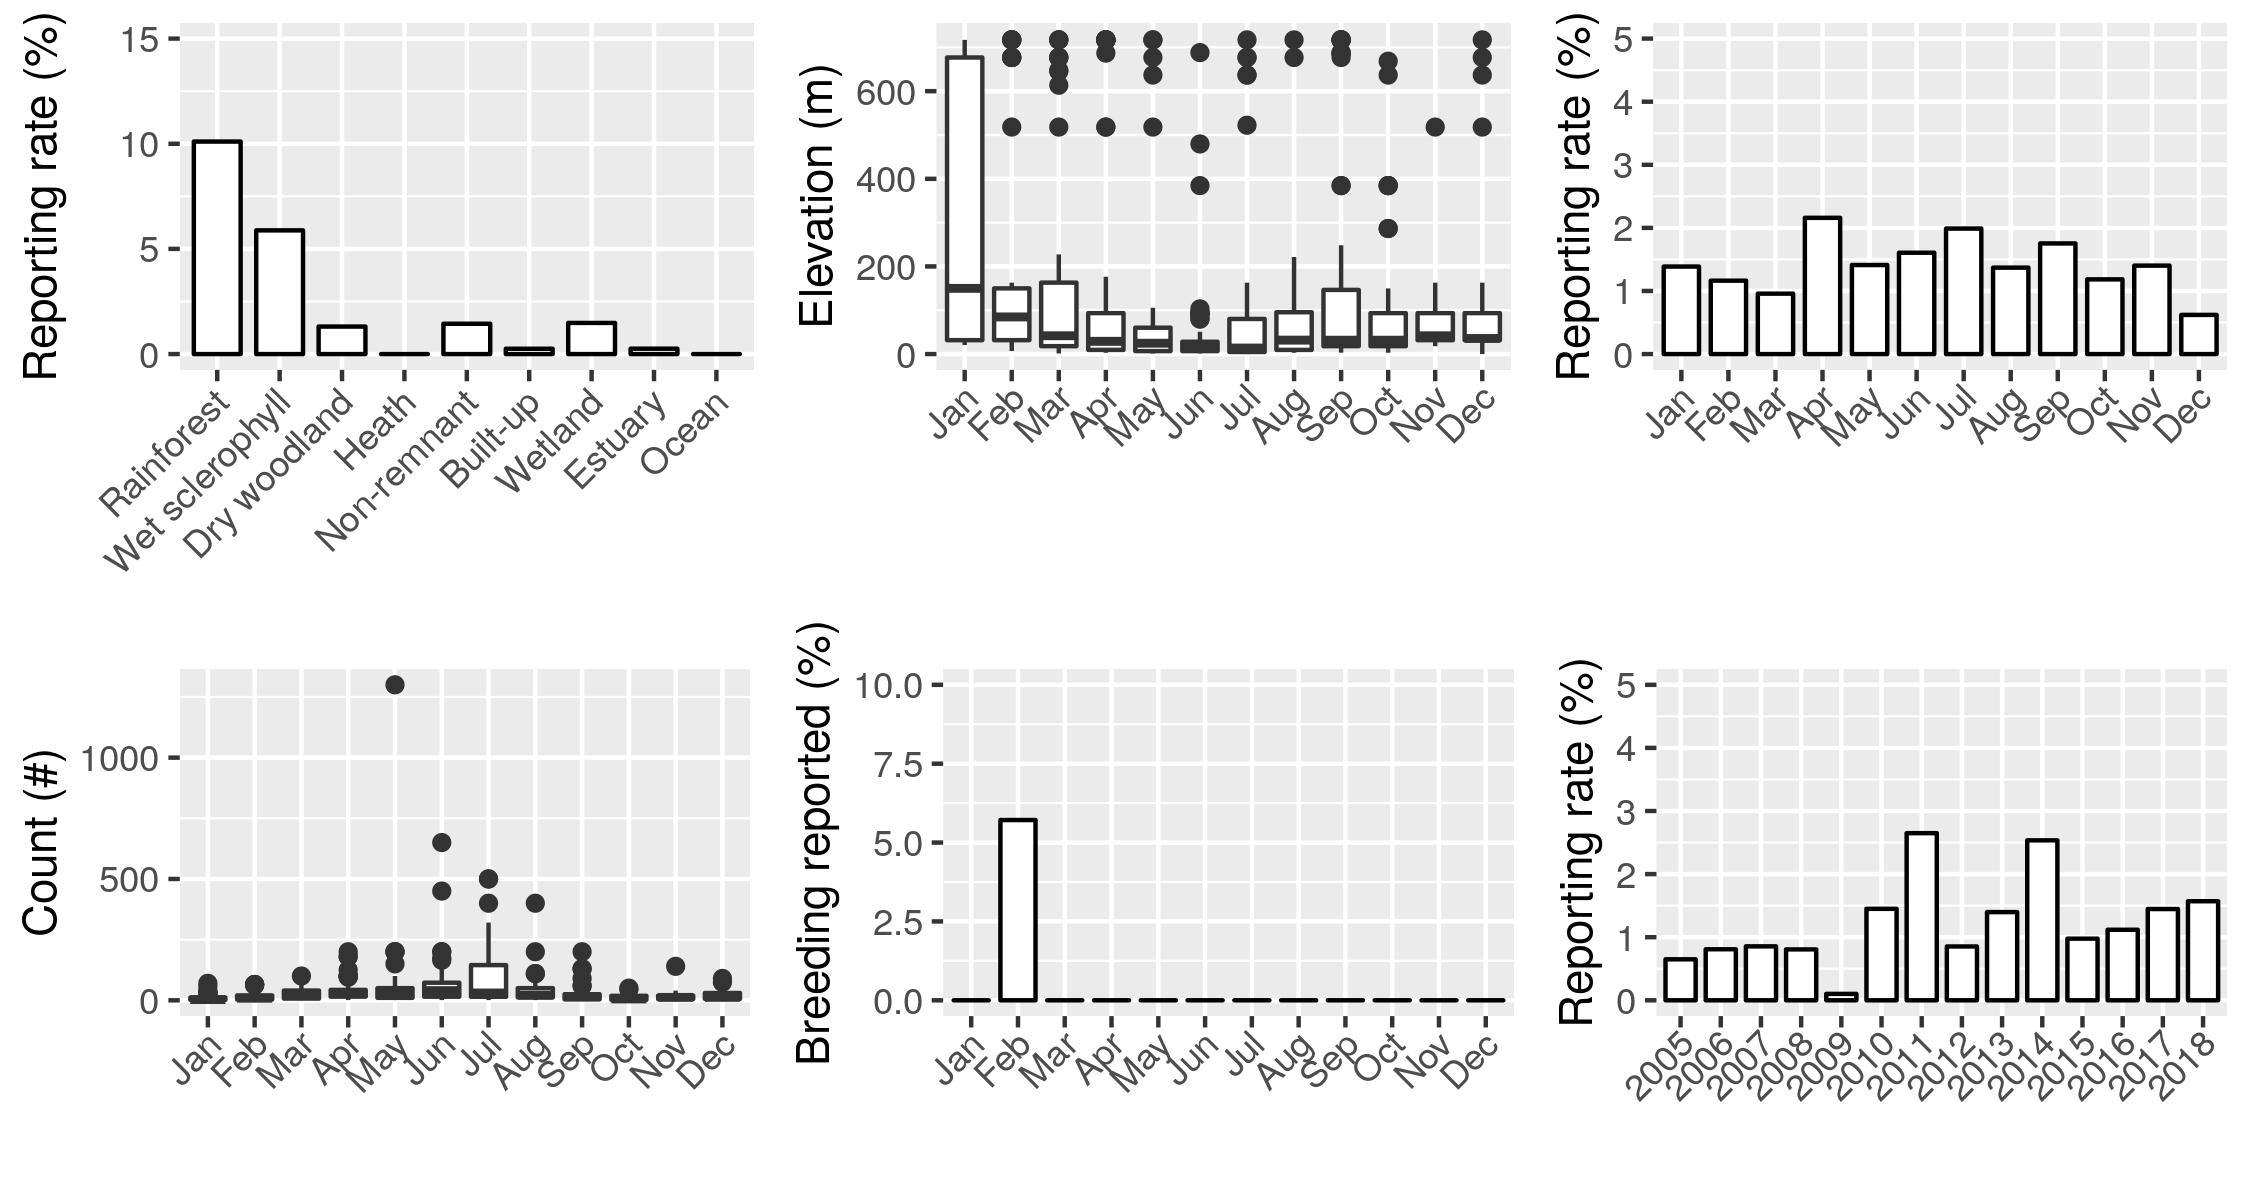 Reporting rate (%)
15
10
5
0
Rainforest
Wet sclerophyll
Dry woodland
Heath
Non-remnant
Built-up
Wetland
Estuary
Ocean
Elevation (m)
600
400
200
0
Jan
Feb
Mar
Apr
May
Jun
Jul
Aug
Sep
Oct
Nov
Dec
Reporting rate (%)
5
4
3
2
1
0
Jan
Feb
Mar
Apr
May
Jun
Jul
Aug
Sep
Oct
Nov
Dec
Count (#)
1000
500
0
Jan
Feb
Mar
Apr
May
Jun
Jul
Aug
Sep
Oct
Nov
Dec
Breeding reported (%)
10.0
7.5
5.0
2.5
0.0
Jan
Feb
Mar
Apr
May
Jun
Jul
Aug
Sep
Oct
Nov
Dec
Reporting rate (%)
5
4
3
2
1
0
2005
2006
2007
2008
2009
2010
2011
2012
2013
2014
2015
2016
2017
2018